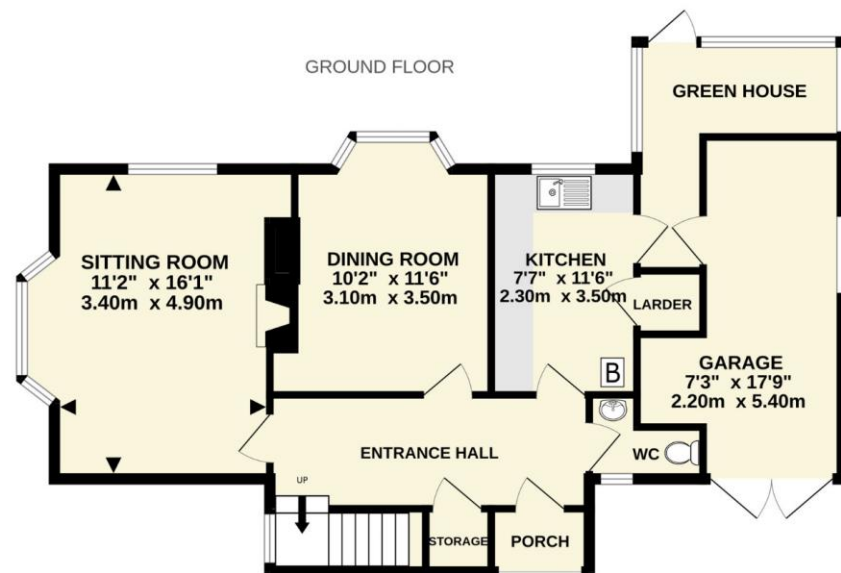 GROUND FLOOR
GREEN HOUSE
SITTING ROOM
11'2" x 16'1"
3.40m x 4.90m
DINING ROOM
10'2" x 11'6"
3.10m x 3.50m
KITCHEN
7'7" x 11'6"
2.30m x 3.50m
LARDER
B
GARAGE
7'3" x 17'9"
2.20m x 5.40m
ENTRANCE HALL
WC
UP
STORAGE
PORCH